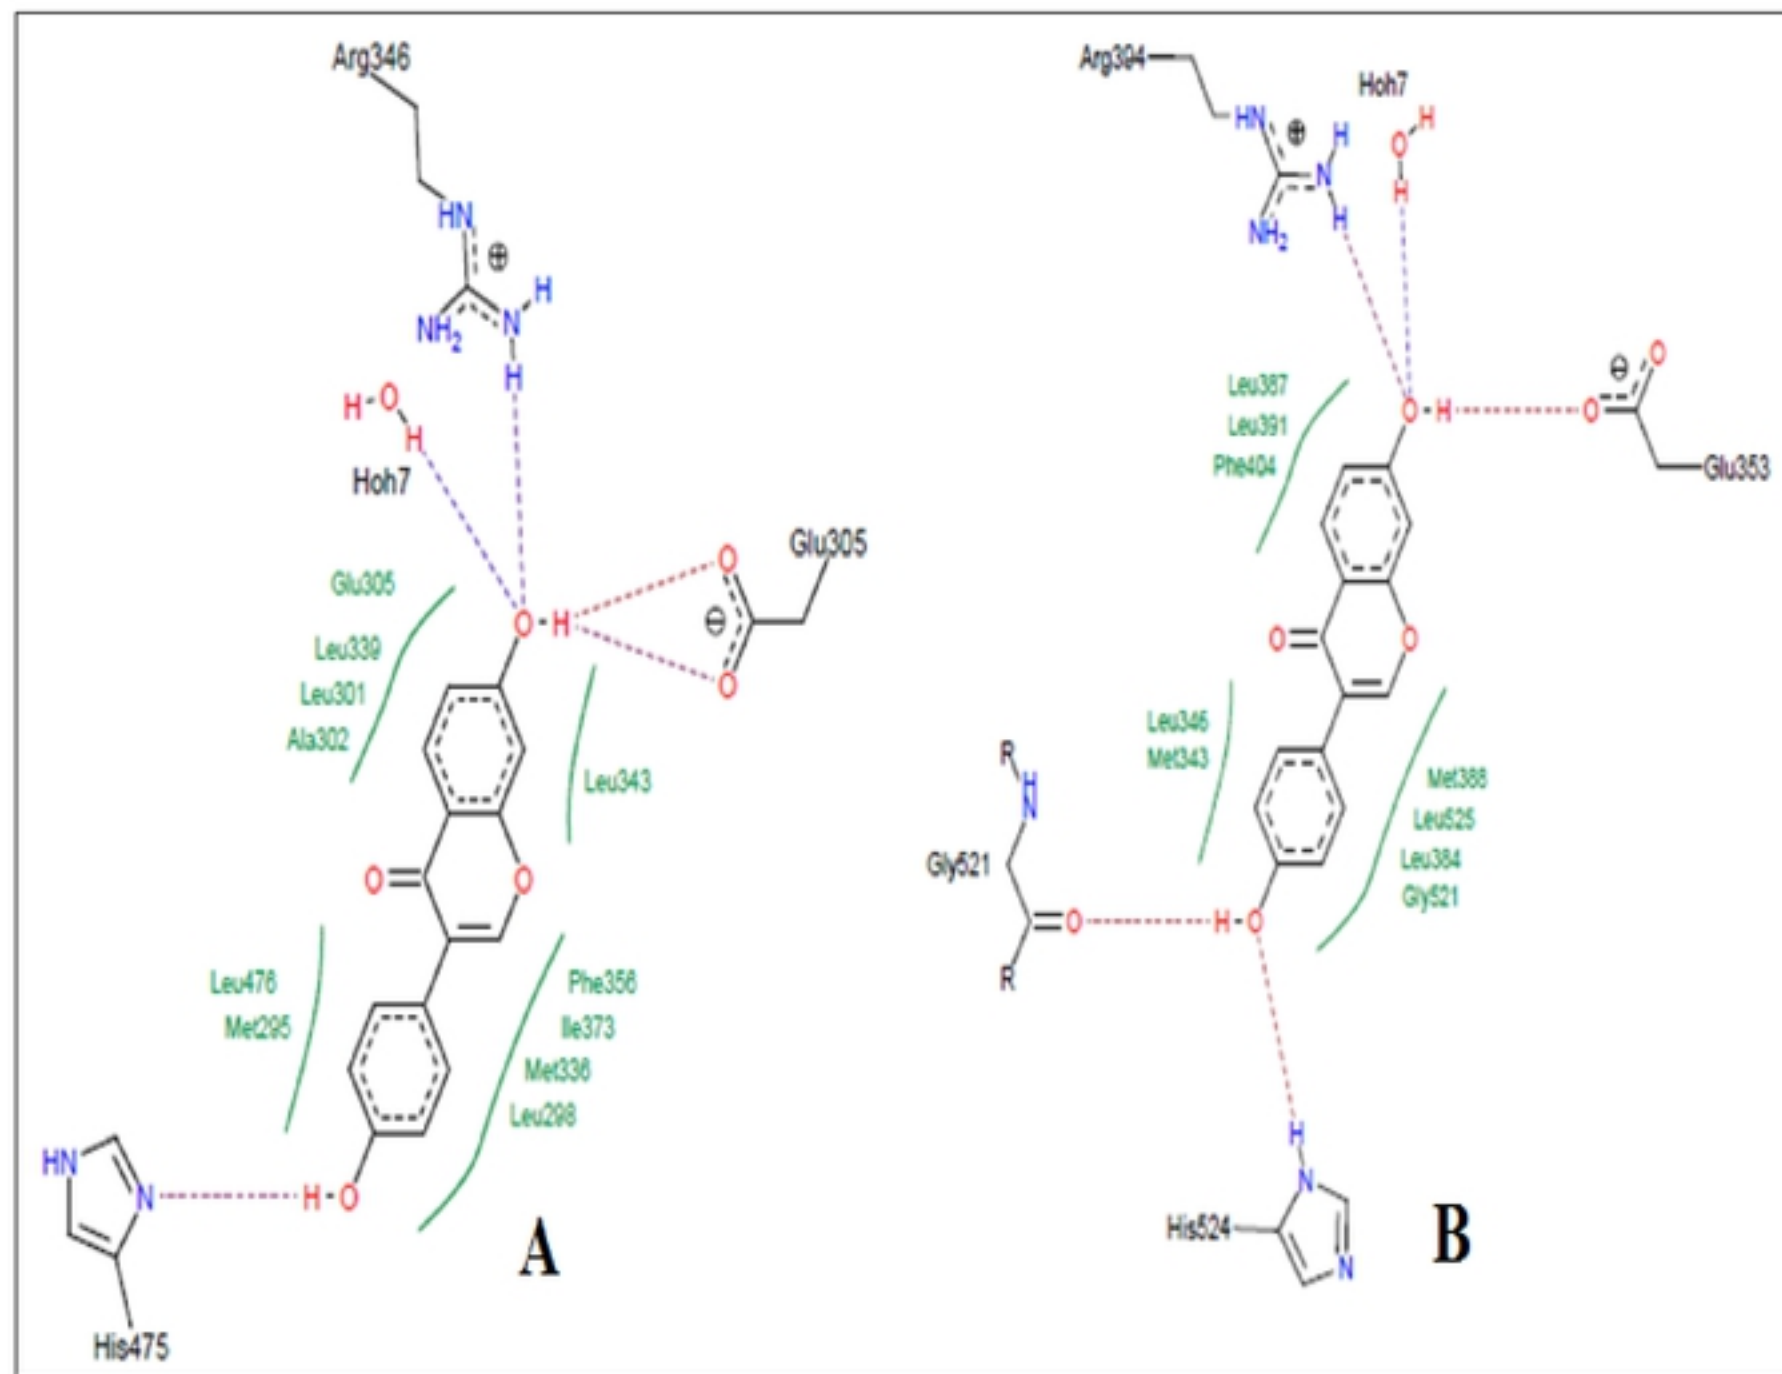 Arg346
HN
⊕
H
NH2
N
H
H-O
H
Hoh7
Glu305
O
Glu305
⊖
O-H
O
Leu339
Leu301
Ala302
Leu343
O
O
Leu476
Met295
Phe356
Ile373
Met336
Leu298
HN
N
H-O
His475
A
Arg394
Hoh7
HN
⊕
H
H
O
N
H
NH2
H
Leu387
Leu391
Phe404
O-H
⊖
O
O
Glu353
O
O
Leu346
Met343
Met388
Leu525
Leu384
Gly521
R
H
N
Gly521
O
H-O
R
H
N
His524
N
B